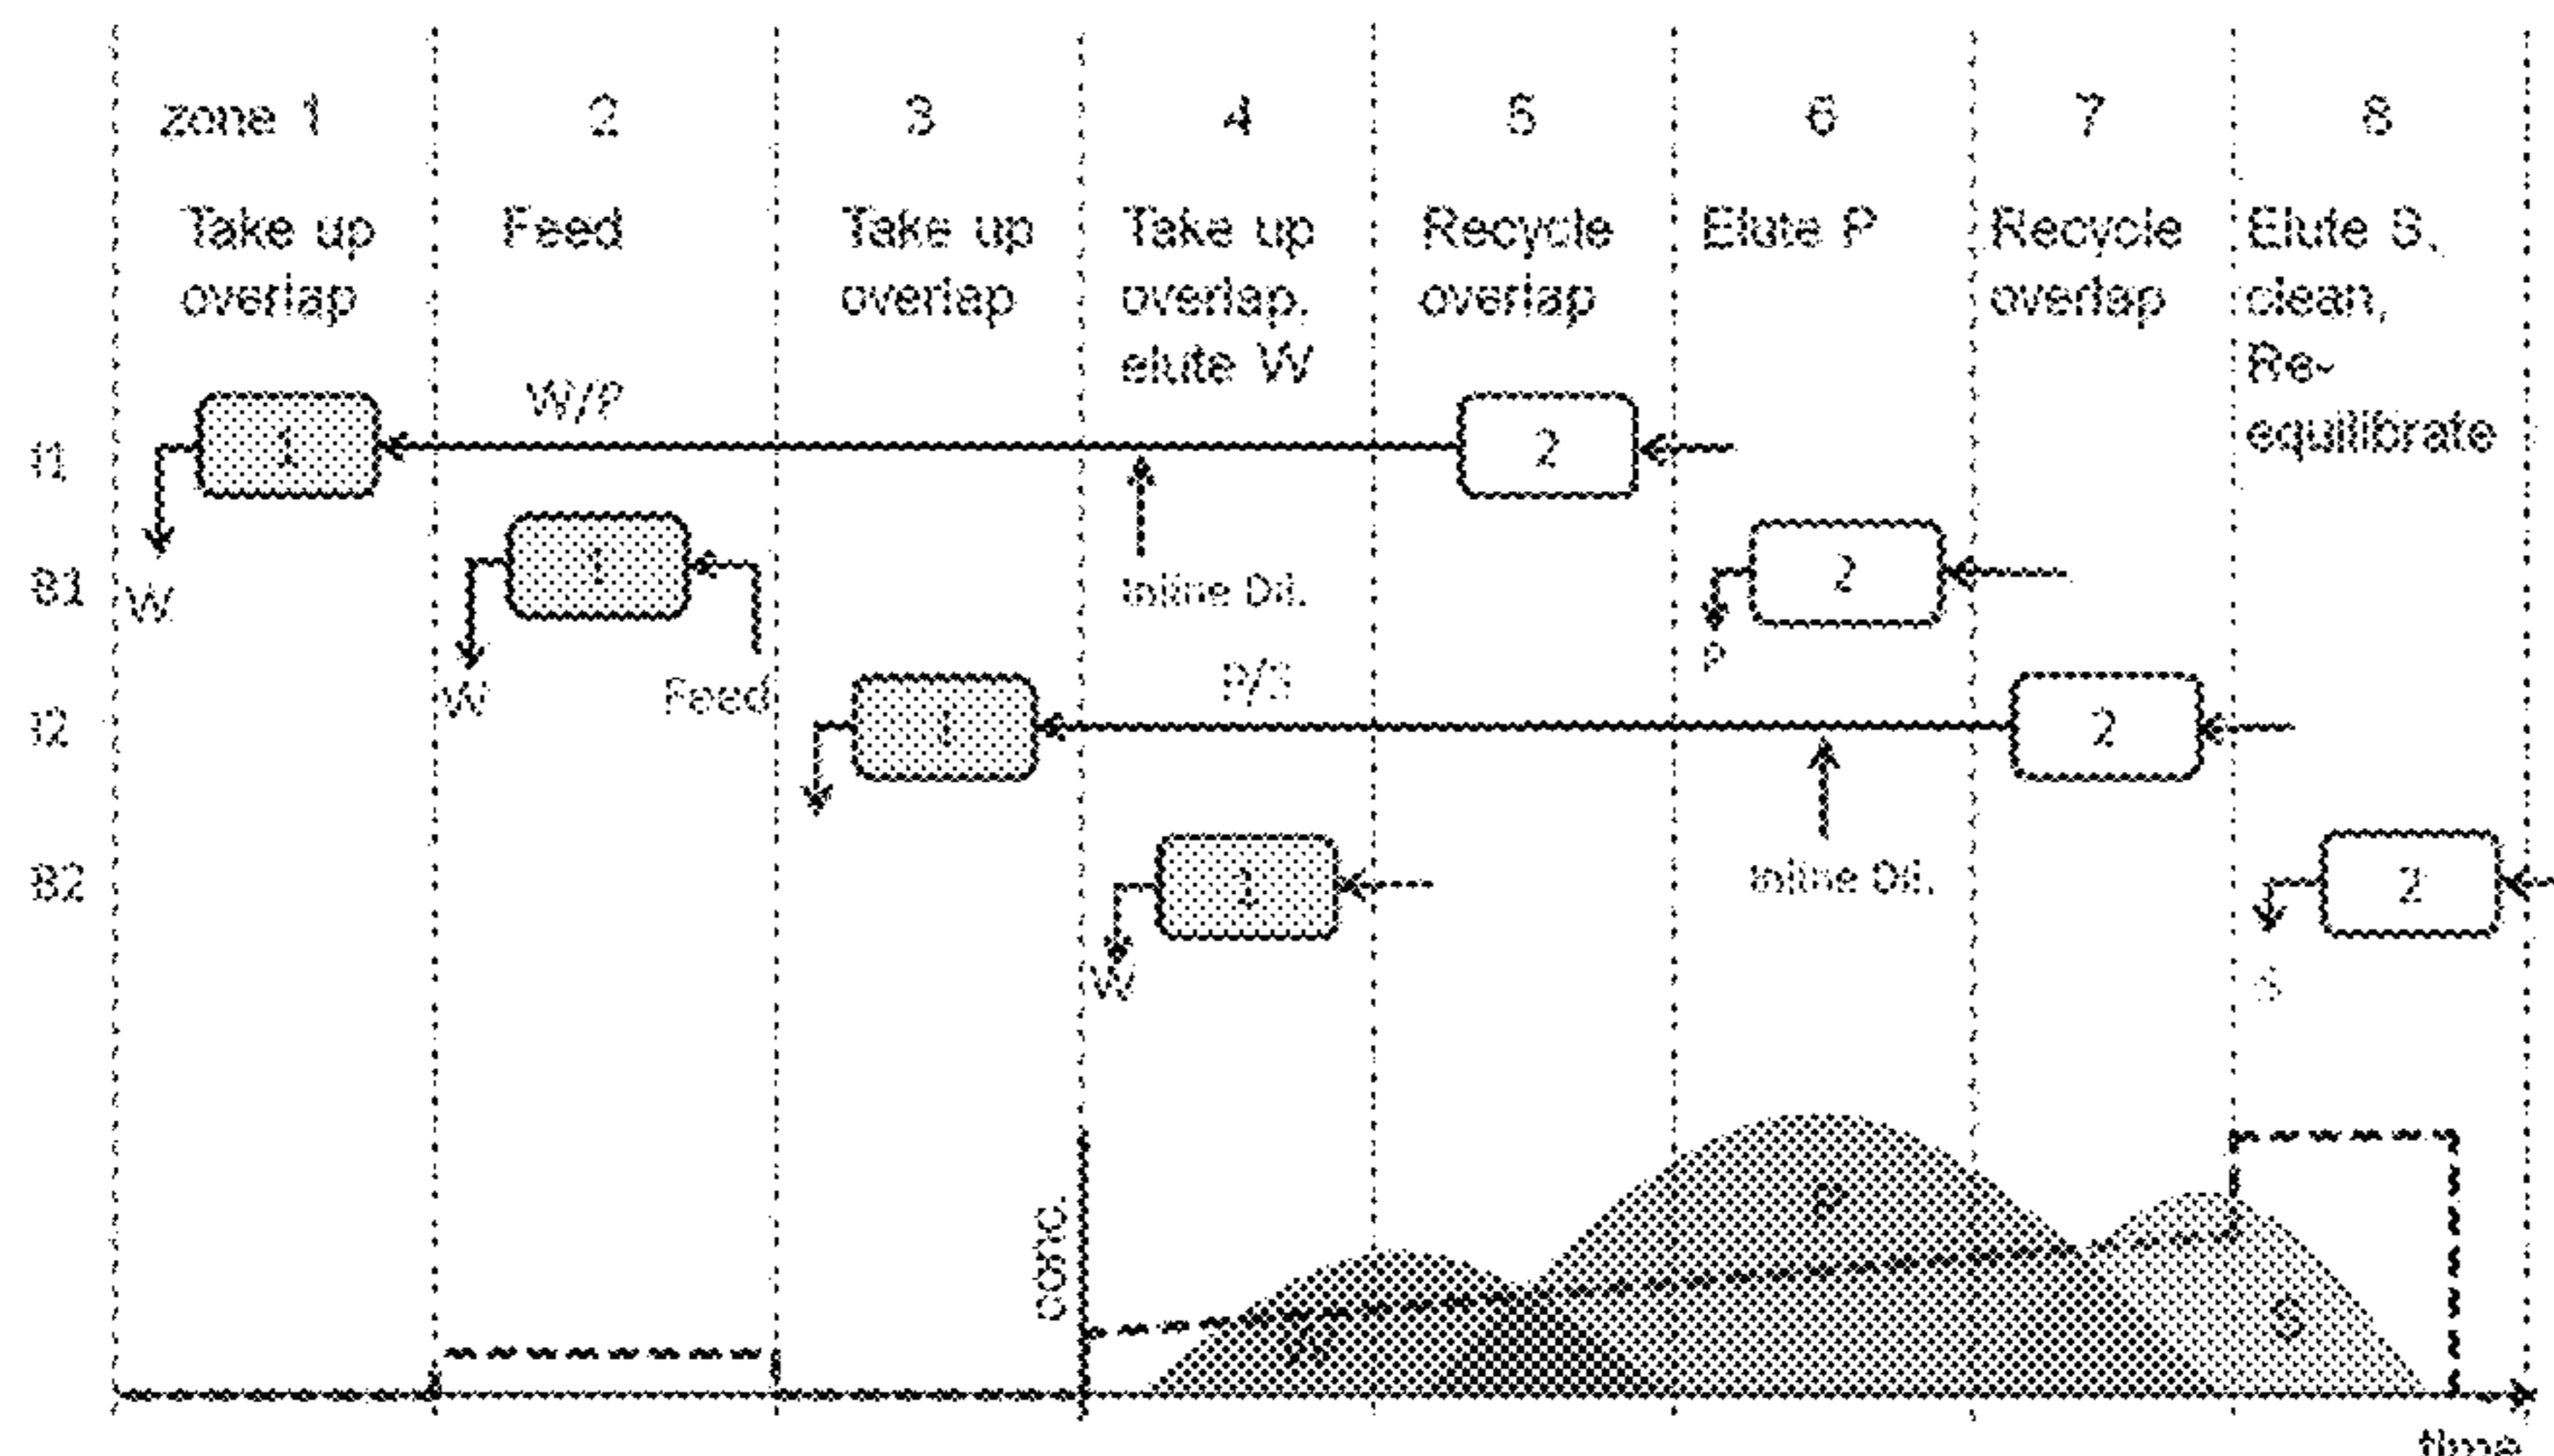 zone 1 2 3 4 5 6 7 8
Take up Feed Take up Take up Recycle Elute P Recycle Elute S,
overlap overlap overlap, overlap overlap clean,
elute W Re-
W/P
equilibrate
I1 1 2
B1 1 2
W Inline Dil.
P
W Feed P/S
I2 1 2
B2 1 Inline Dil. 2
W S
conc.
P
W S
time